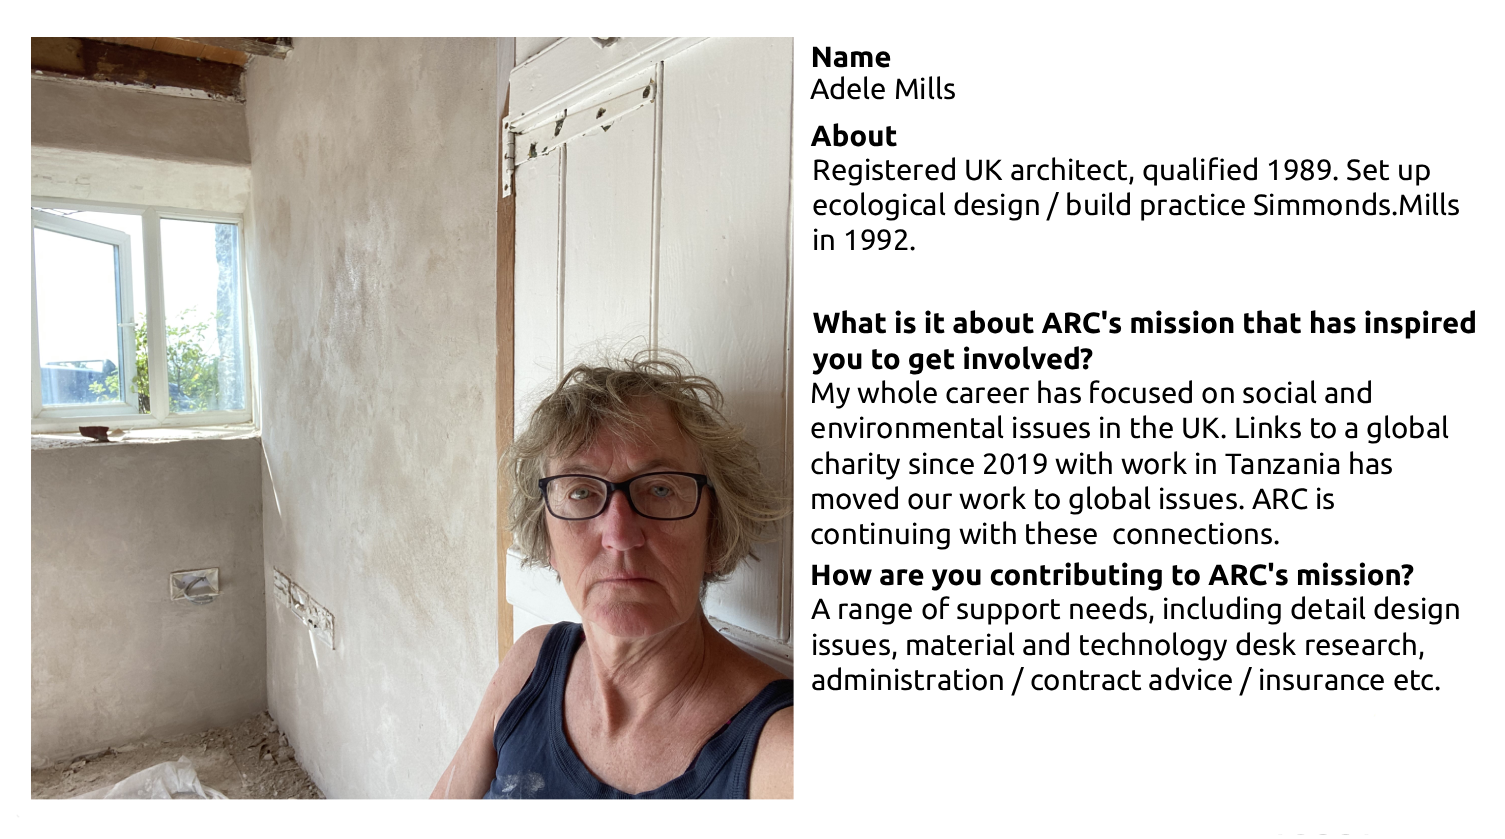 Name
Adele Mills
About
Registered UK architect, qualified 1989. Set up
ecological design / build practice Simmonds.Mills
in 1992.
What is it about ARC's mission that has inspired
you to get involved?
My whole career has focused on social and
environmental issues in the UK. Links to a global
charity since 2019 with work in Tanzania has
moved our work to global issues. ARC is
continuing with these  connections.
How are you contributing to ARC's mission?
A range of support needs, including detail design
issues, material and technology desk research,
administration / contract advice / insurance etc.